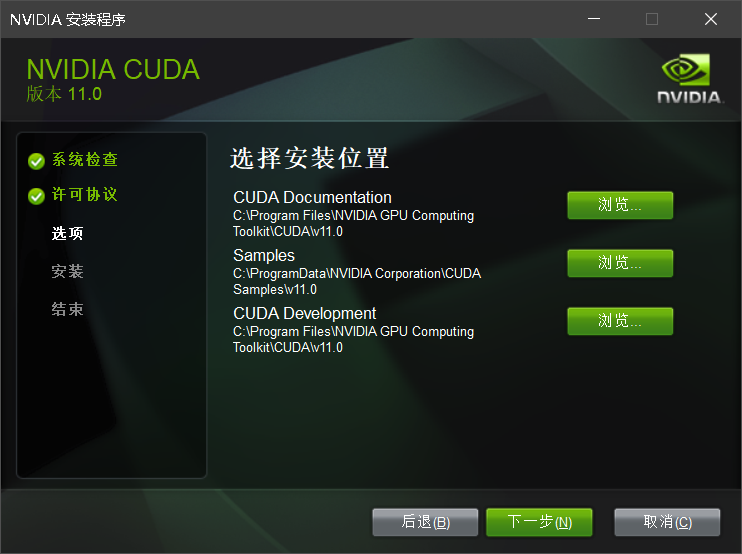 NVIDIA 安装程序
NVIDIA CUDA
版本 11.0
NVIDIA.
系统检查
许可协议
选项
安装
结束
选择安装位置
CUDA Documentation
C:\Program Files\NVIDIA GPU Computing
Toolkit\CUDA\v11.0
浏览...
Samples
C:\ProgramData\NVIDIA Corporation\CUDA
Samples\v11.0
浏览...
CUDA Development
C:\Program Files\NVIDIA GPU Computing
Toolkit\CUDA\v11.0
浏览...
后退(B)
下一步(N)
取消(C)